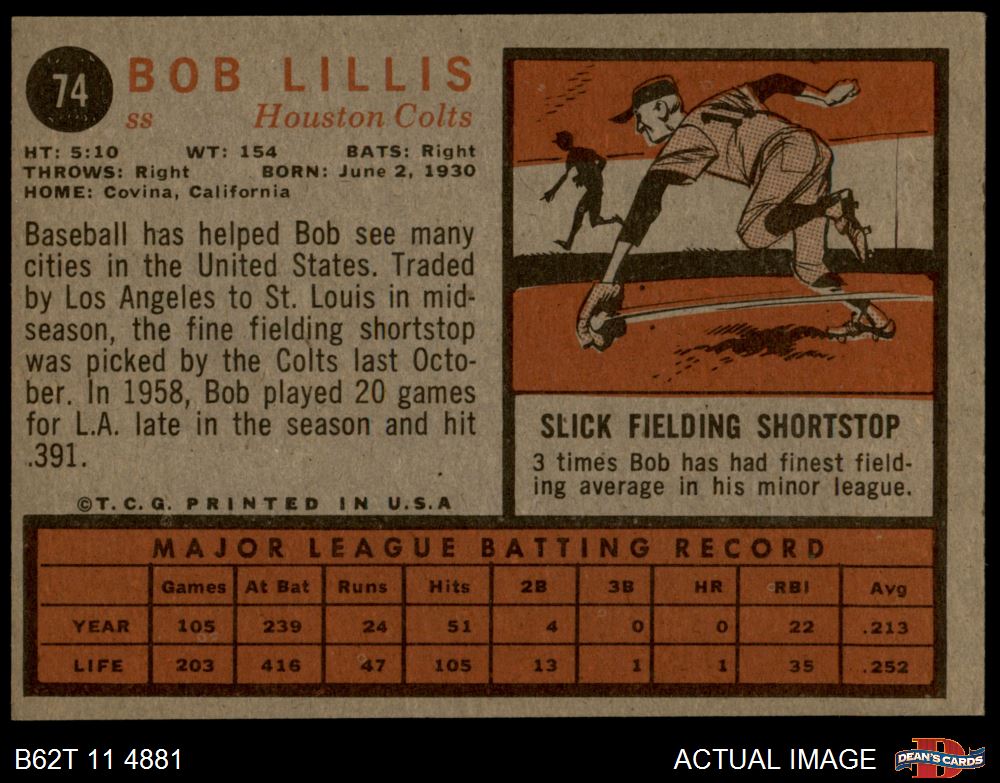 74
BOB LILLIS
ss Houston Colts
HT: 5:10 WT: 154 BATS: Right
THROWS: Right BORN: June 2, 1930
HOME: Covina, California
Baseball has helped Bob see many
cities in the United States. Traded
by Los Angeles to St. Louis in mid-
season, the fine fielding shortstop
was picked by the Colts last Octo-
ber. In 1958, Bob played 20 games
for L.A. late in the season and hit
.391.
©T.C.G. PRINTED IN U.S.A
SLICK FIELDING SHORTSTOP
3 times Bob has had finest field-
ing average in his minor league.
MAJOR LEAGUE BATTING RECORD
Games At Bat Runs Hits 2B 3B HR RBI Avg
YEAR 105 239 24 51 4 0 0 22 .213
LIFE 203 416 47 105 13 1 1 35 .252
B62T 11 4881 ACTUAL IMAGE D DEAN'S CARDS